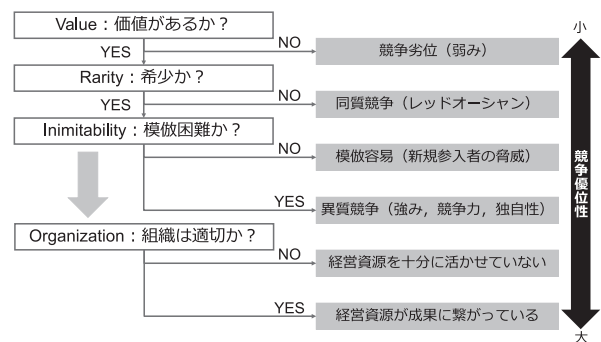 Value：価値があるか？
小
NO
競争劣位（弱み）
YES
Rarity：希少か？
NO
同質競争（レッドオーシャン）
YES
Inimitability：模倣困難か？
NO
模倣容易（新規参入者の脅威）
競争優位性
YES
異質競争（強み，競争力，独自性）
Organization：組織は適切か？
NO
経営資源を十分に活かせていない
YES
経営資源が成果に繋がっている
大